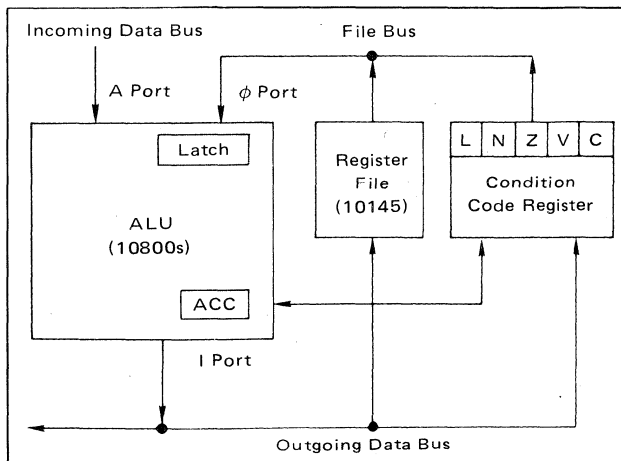 Incoming Data Bus
File Bus
A Port
ϕ Port
Latch
ALU
(10800s)
ACC
Register
File
(10145)
L N Z V C
Condition
Code Register
I Port
Outgoing Data Bus